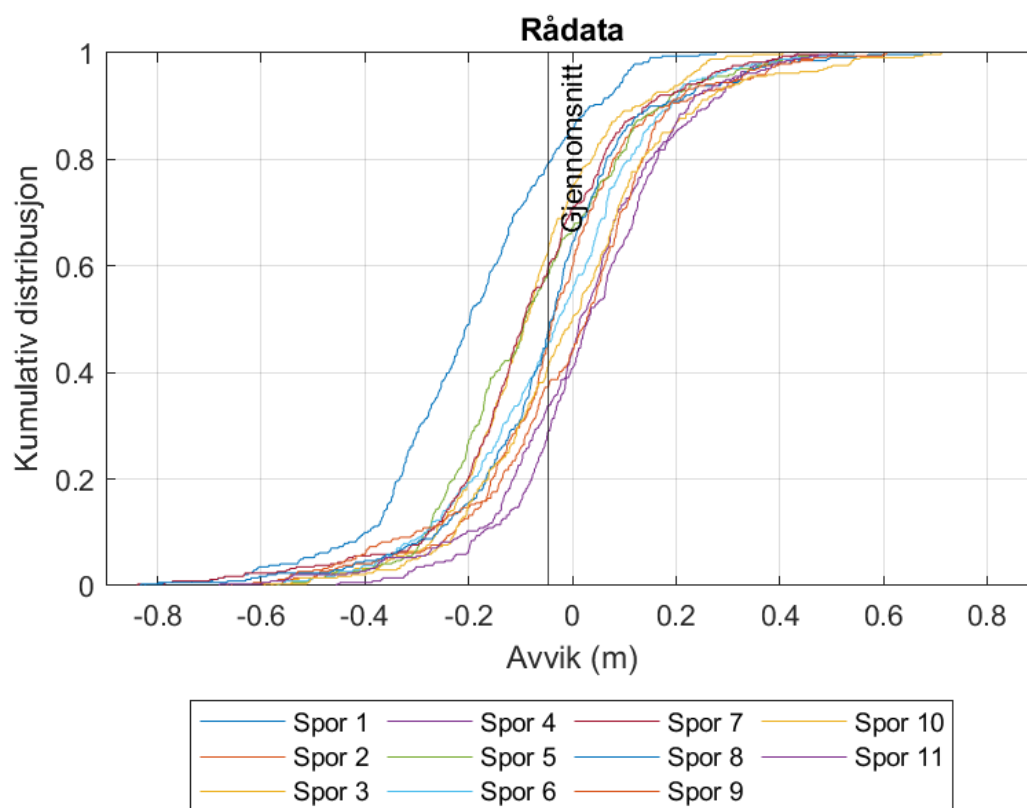 Rådata
1
0.8
0.6
0.4
0.2
0
Kumulativ distribusjon
Gjennomsnitt
-0.8 -0.6 -0.4 -0.2 0 0.2 0.4 0.6 0.8
Avvik (m)
Spor 1 Spor 4 Spor 7 Spor 10
Spor 2 Spor 5 Spor 8 Spor 11
Spor 3 Spor 6 Spor 9